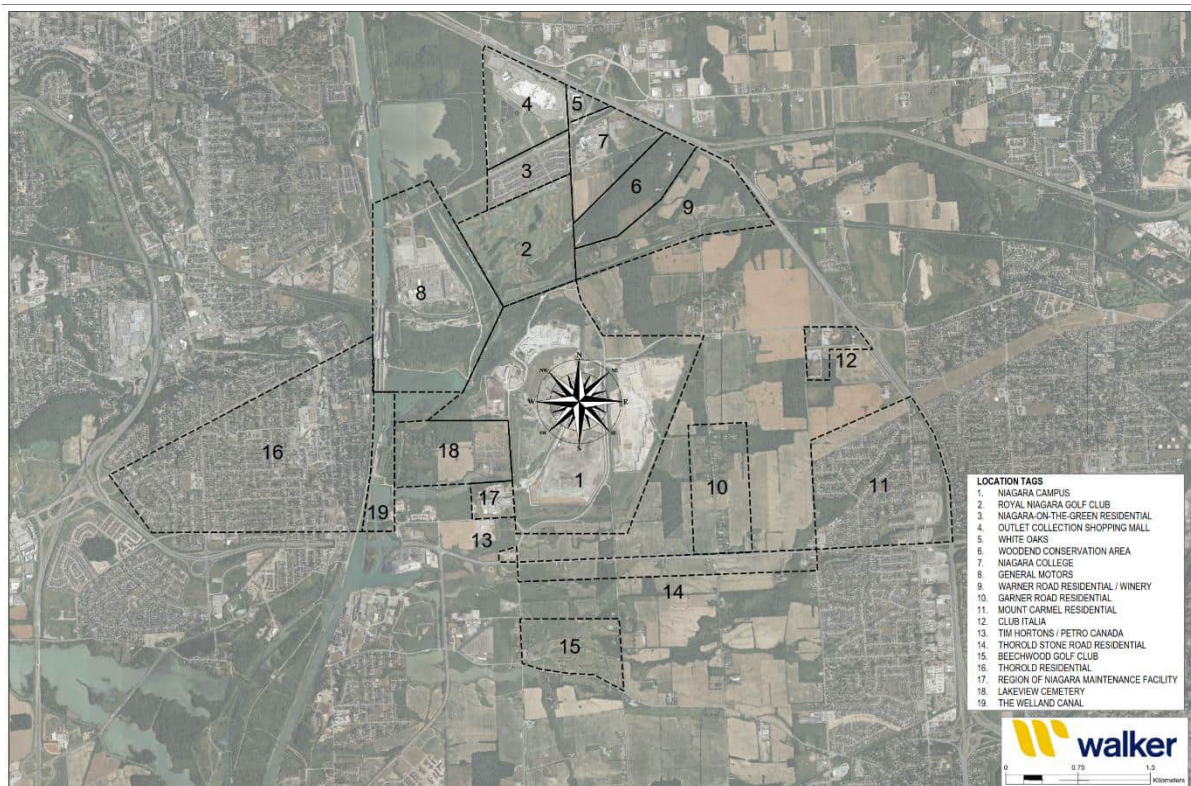 4
5
7
3
6
9
2
8
12
N
NW
NE
W
E
SW
SE
S
16
18
1
10
11
17
19
13
14
15
LOCATION TAGS
1. NIAGARA CAMPUS
2. ROYAL NIAGARA GOLF CLUB
3. NIAGARA-ON-THE-GREEN RESIDENTIAL
4. OUTLET COLLECTION SHOPPING MALL
5. WHITE OAKS
6. WOODEND CONSERVATION AREA
7. NIAGARA COLLEGE
8. GENERAL MOTORS
9. WARNER ROAD RESIDENTIAL / WINERY
10. GARNER ROAD RESIDENTIAL
11. MOUNT CARMEL RESIDENTIAL
12. CLUB ITALIA
13. TIM HORTONS / PETRO CANADA
14. THOROLD STONE ROAD RESIDENTIAL
15. BEECHWOOD GOLF CLUB
16. THOROLD RESIDENTIAL
17. REGION OF NIAGARA MAINTENANCE FACILITY
18. LAKEVIEW CEMETERY
19. THE WELLAND CANAL
walker
0 0.75 1.5
Kilometers